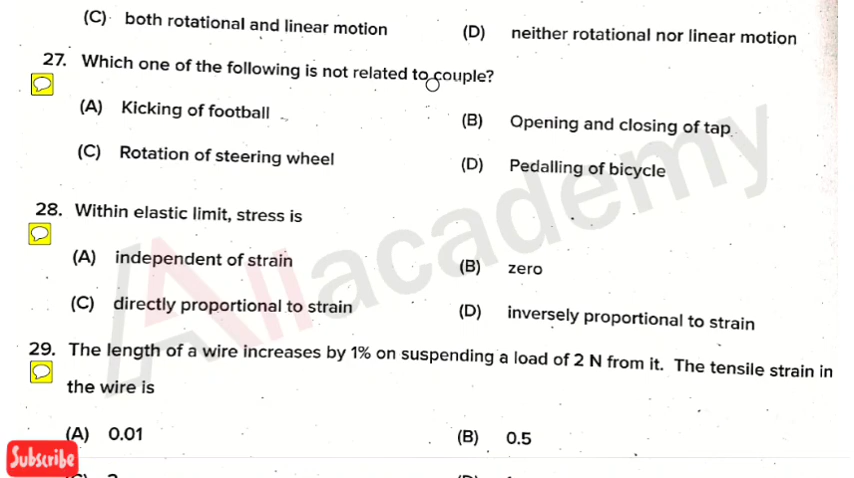 (C) both rotational and linear motion (D) neither rotational nor linear motion
27. Which one of the following is not related to couple?
(A) Kicking of football (B) Opening and closing of tap
(C) Rotation of steering wheel (D) Pedalling of bicycle
28. Within elastic limit, stress is
(A) independent of strain (B) zero
(C) directly proportional to strain (D) inversely proportional to strain
29. The length of a wire increases by 1% on suspending a load of 2 N from it. The tensile strain in
the wire is
(A) 0.01 (B) 0.5
Subscribe
academy